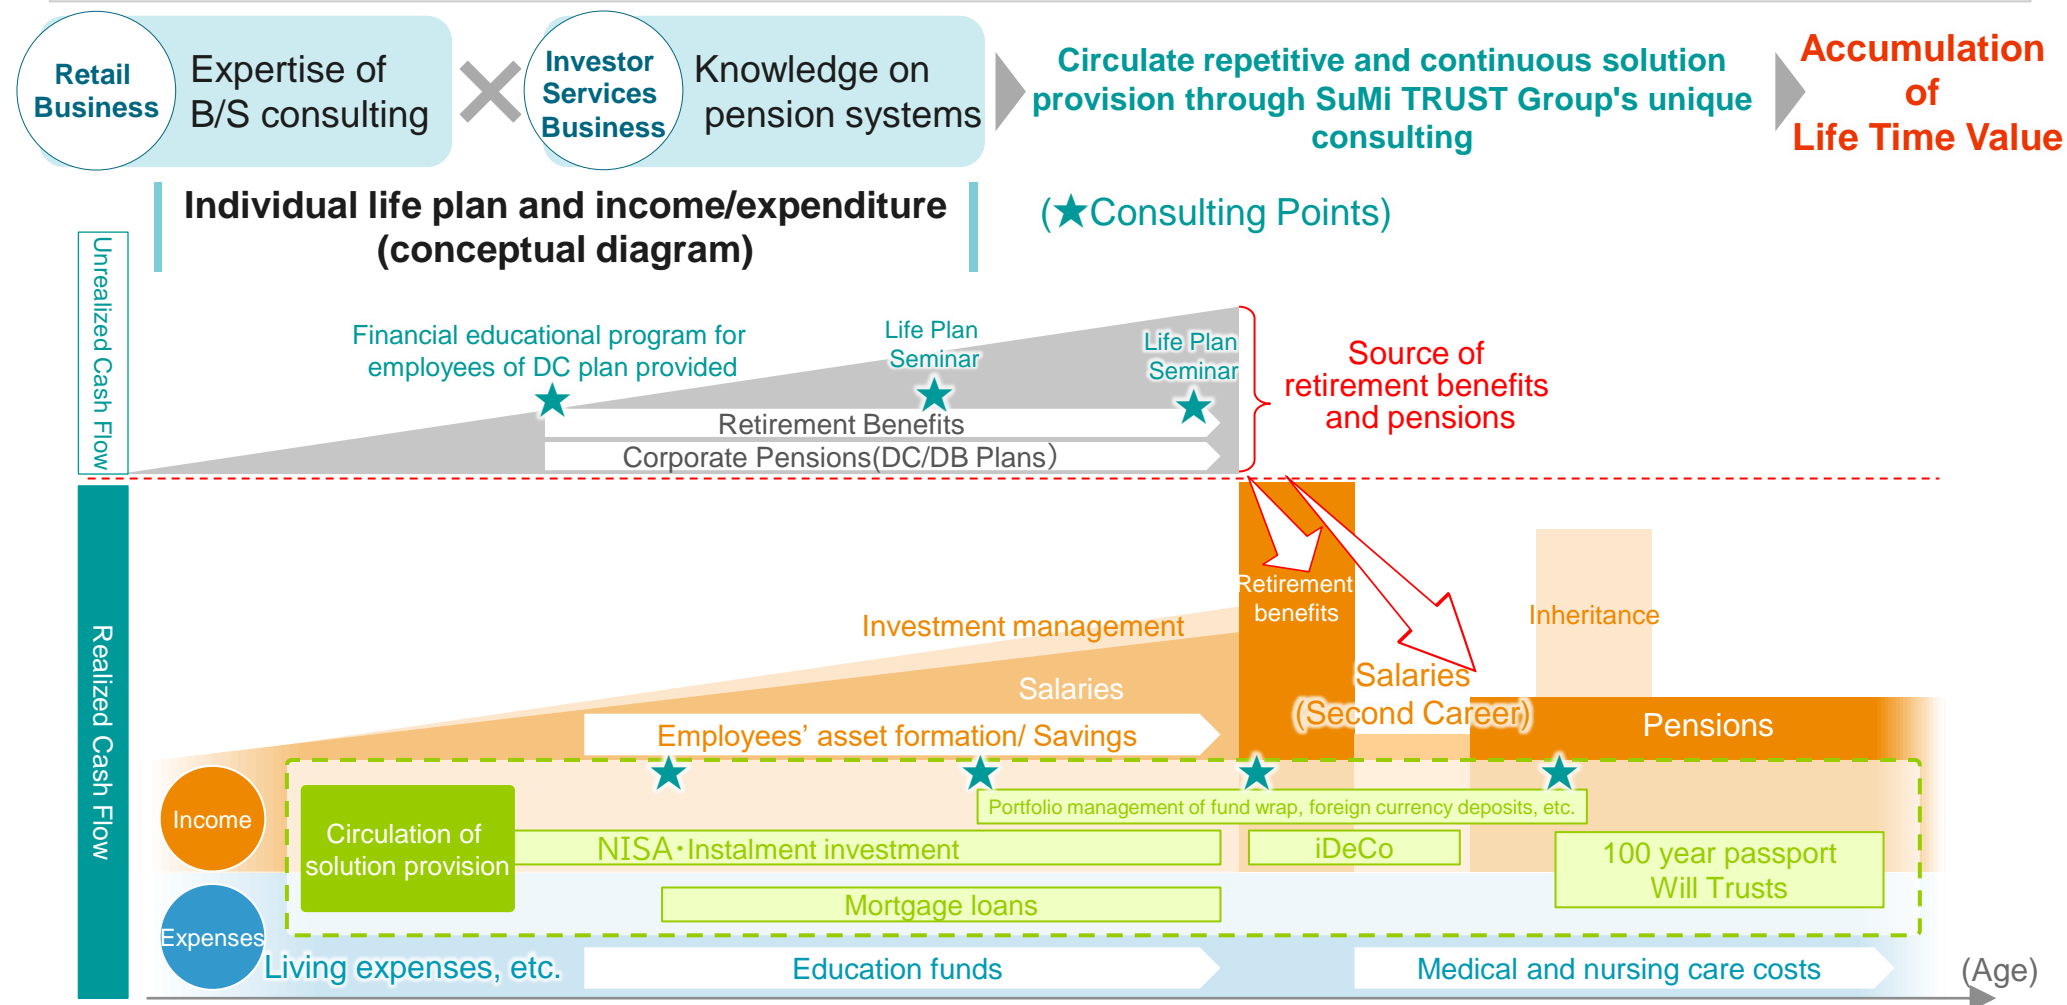 Retail
Business
Expertise of
B/S consulting
Investor
Services
Business
Knowledge on
pension systems
Circulate repetitive and continuous solution
provision through SuMi TRUST Group's unique
consulting
Accumulation
of
Life Time Value
Individual life plan and income/expenditure
(conceptual diagram)
(★Consulting Points)
Unrealized Cash Flow
Financial educational program for
employees of DC plan provided
Life Plan
Seminar
Life Plan
Seminar
Retirement Benefits
Corporate Pensions(DC/DB Plans）
Source of
retirement benefits
and pensions
Realized Cash Flow
Investment management
Salaries
Employees’ asset formation/ Savings
Retirement
benefits
Salaries
(Second Career)
Inheritance
Pensions
Income
Circulation of
solution provision
Portfolio management of fund wrap, foreign currency deposits, etc.
NISA・Instalment investment
iDeCo
100 year passport
Will Trusts
Mortgage loans
Expenses
Living expenses, etc.
Education funds
Medical and nursing care costs
(Age)